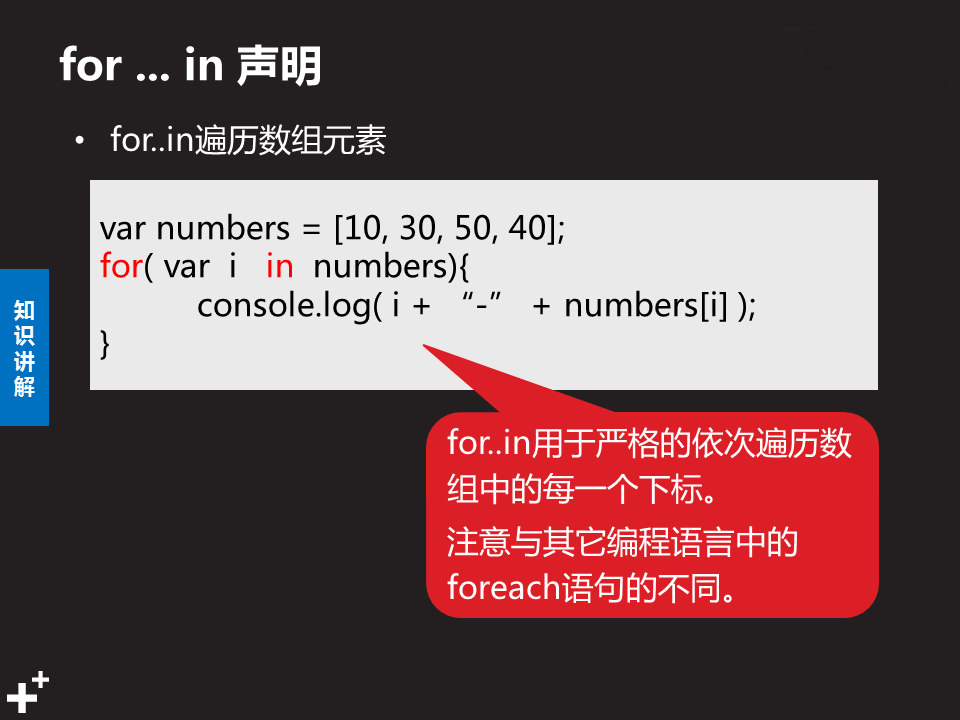 for ... in 声明
• for..in遍历数组元素
var numbers = [10, 30, 50, 40];
for( var i in numbers){
console.log( i + “-” + numbers[i] );
}
知
识
讲
解
for..in用于严格的依次遍历数
组中的每一个下标。
注意与其它编程语言中的
foreach语句的不同。